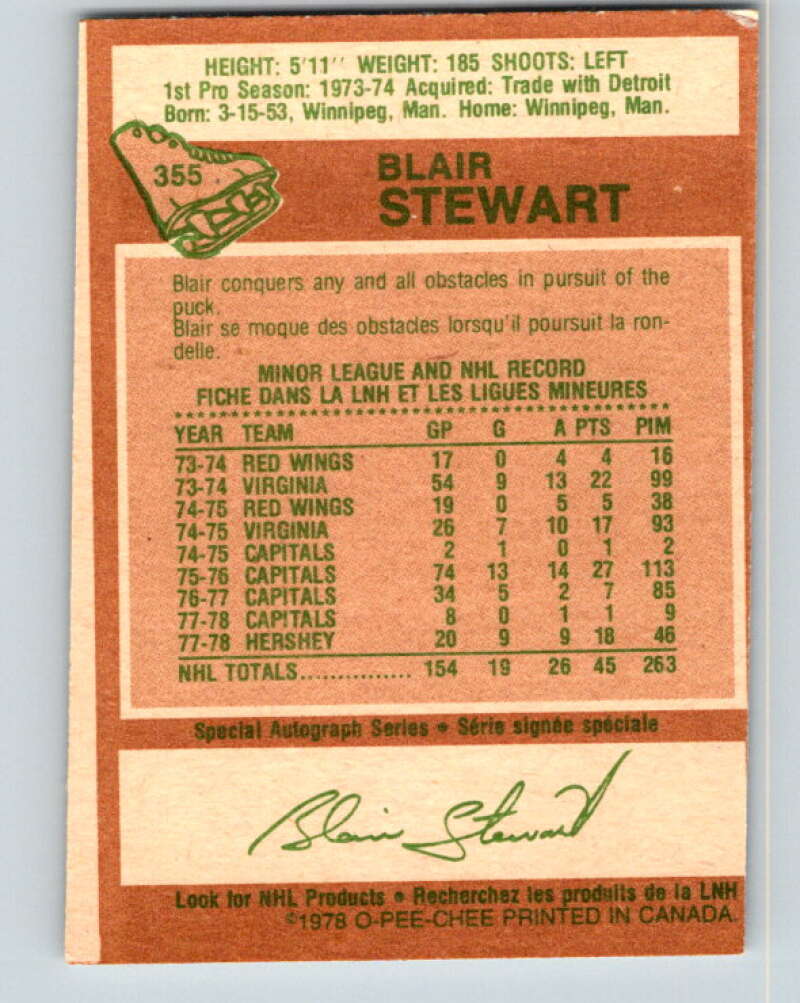 HEIGHT: 5'11'' WEIGHT: 185 SHOOTS: LEFT
1st Pro Season: 1973-74 Acquired: Trade with Detroit
Born: 3-15-53, Winnipeg, Man. Home: Winnipeg, Man.
355
BLAIR
STEWART
Blair conquers any and all obstacles in pursuit of the
puck.
Blair se moque des obstacles lorsqu'il poursuit la ron-
delle.
MINOR LEAGUE AND NHL RECORD
FICHE DANS LA LNH ET LES LIGUES MINEURES
YEAR TEAM GP G A PTS PIM
73-74 RED WINGS 17 0 4 4 16
73-74 VIRGINIA 54 9 13 22 99
74-75 RED WINGS 19 0 5 5 38
74-75 VIRGINIA 26 7 10 17 93
74-75 CAPITALS 2 1 0 1 2
75-76 CAPITALS 74 13 14 27 113
76-77 CAPITALS 34 5 2 7 85
77-78 CAPITALS 8 0 1 1 9
77-78 HERSHEY 20 9 9 18 46
NHL TOTALS............... 154 19 26 45 263
Special Autograph Series • Série signée spéciale
Blair Stewart
Look for NHL Products • Recherchez les produits de la LNH
©1978 O-PEE-CHEE PRINTED IN CANADA.